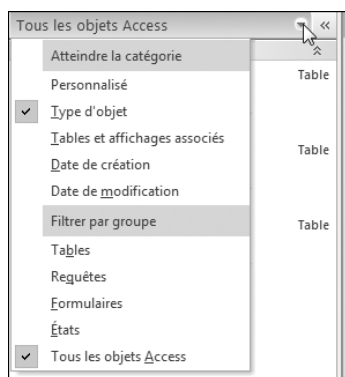 Tous les objets Access
Atteindre la catégorie
Personnalisé
Table
Type d'objet
Tables et affichages associés
Table
Date de création
Date de modification
Filtrer par groupe
Table
Tables
Requêtes
Formulaires
États
Tous les objets Access